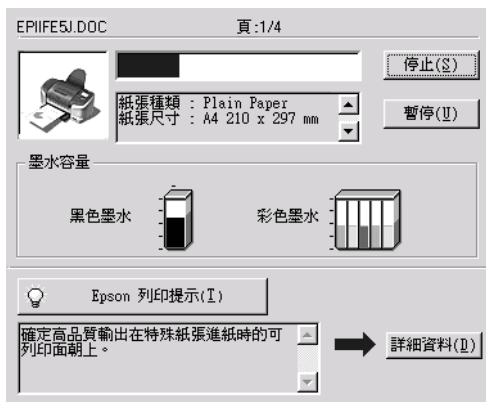 EPIIFE5J.DOC 頁:1/4
停止(S)
紙張種類 : Plain Paper
紙張尺寸 : A4 210 x 297 mm
暫停(U)
墨水容量
黑色墨水 彩色墨水
Epson 列印提示(I)
確定高品質輸出在特殊紙張進紙時的可
列印面朝上。
詳細資料(D)